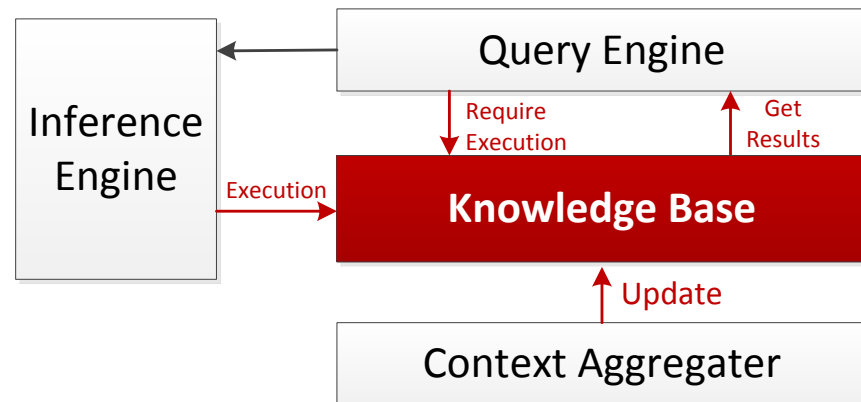 Query Engine
Inference
Engine
Require
Execution
Get
Results
Execution
Knowledge Base
Update
Context Aggregater